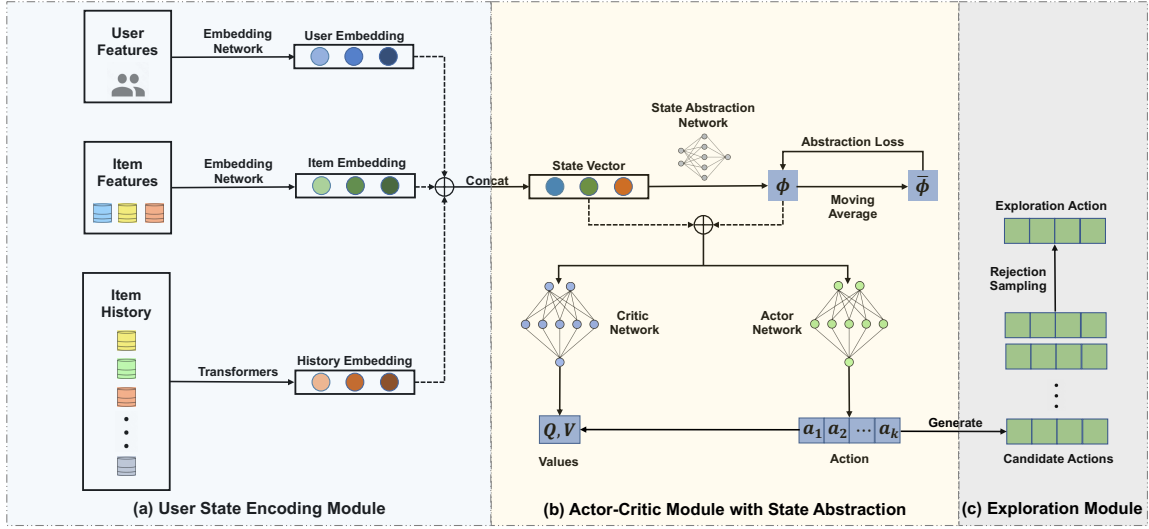 User
Features
Embedding
Network
User Embedding
Item
Features
Embedding
Network
Item Embedding
Concat
Item
History
Transformers
History Embedding
(a) User State Encoding Module
State Vector
State Abstraction
Network
ϕ
Abstraction Loss
Moving
Average
ϕ̅
Critic
Network
Actor
Network
Q, V
Values
a₁ a₂ ⋯ aₖ
Action
(b) Actor-Critic Module with State Abstraction
Generate
Exploration Action
Rejection
Sampling
Candidate Actions
(c) Exploration Module